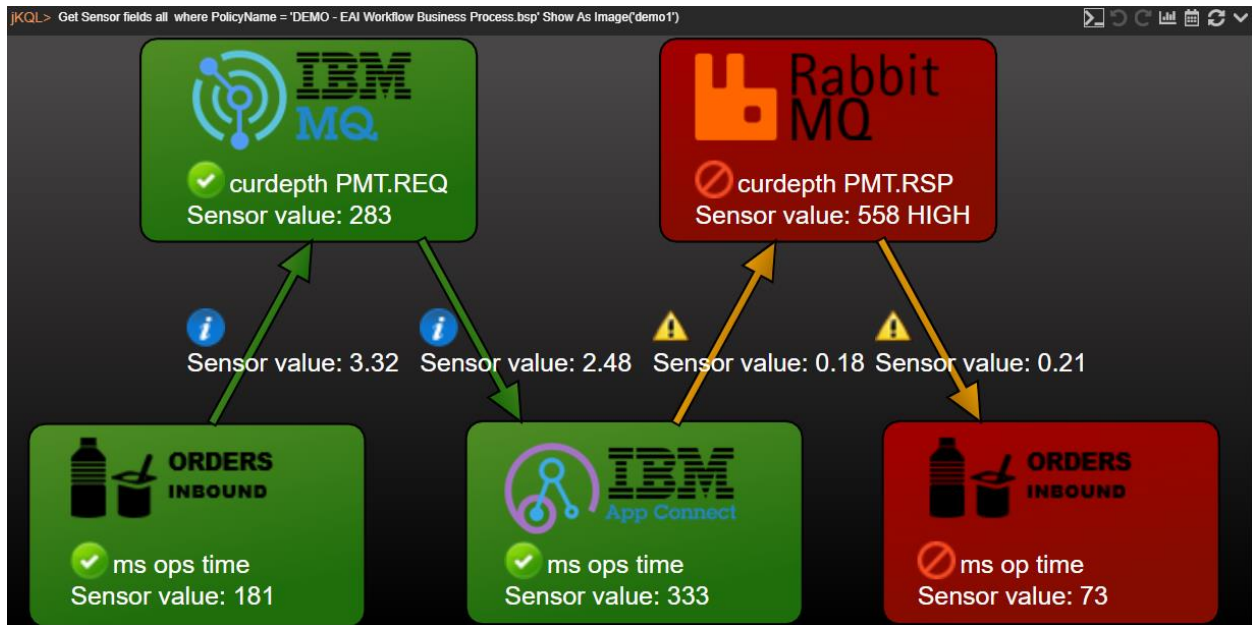 jKQL> Get Sensor fields all where PolicyName = 'DEMO - EAI Workflow Business Process.bsp' Show As Image('demo1')
IBM
MQ
curdepth PMT.REQ
Sensor value: 283
Rabbit
MQ
curdepth PMT.RSP
Sensor value: 558 HIGH
Sensor value: 3.32
Sensor value: 2.48
Sensor value: 0.18
Sensor value: 0.21
ORDERS
INBOUND
ms ops time
Sensor value: 181
IBM
App Connect
ms ops time
Sensor value: 333
ORDERS
INBOUND
ms op time
Sensor value: 73